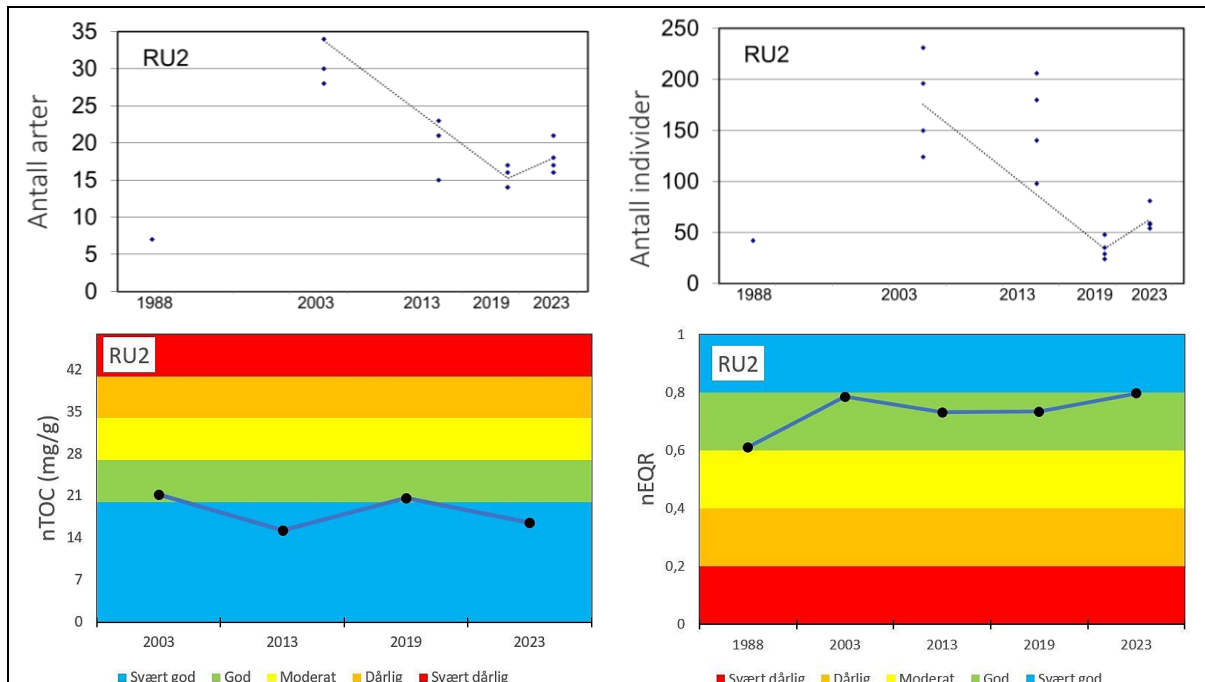 RU2
Antall arter
35
30
25
20
15
10
5
0
1988 2003 2013 2019 2023
RU2
Antall individer
250
200
150
100
50
0
1988 2003 2013 2019 2023
RU2
nTOC (mg/g)
42
35
28
21
14
7
0
2003 2013 2019 2023
Svært god God Moderat Dårlig Svært dårlig
RU2
nEQR
1
0,8
0,6
0,4
0,2
0
1988 2003 2013 2019 2023
Svært dårlig Dårlig Moderat God Svært god